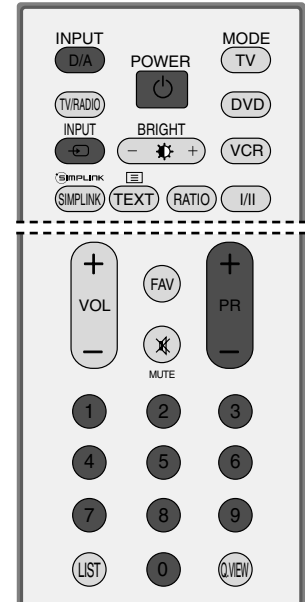 INPUT MODE
D/A POWER TV
TV/RADIO DVD
INPUT BRIGHT
- + VCR
SIMPLINK
SIMPLINK TEXT RATIO I/II
+ +
FAV
VOL PR
- -
MUTE
1 2 3
4 5 6
7 8 9
LIST 0 Q.VIEW